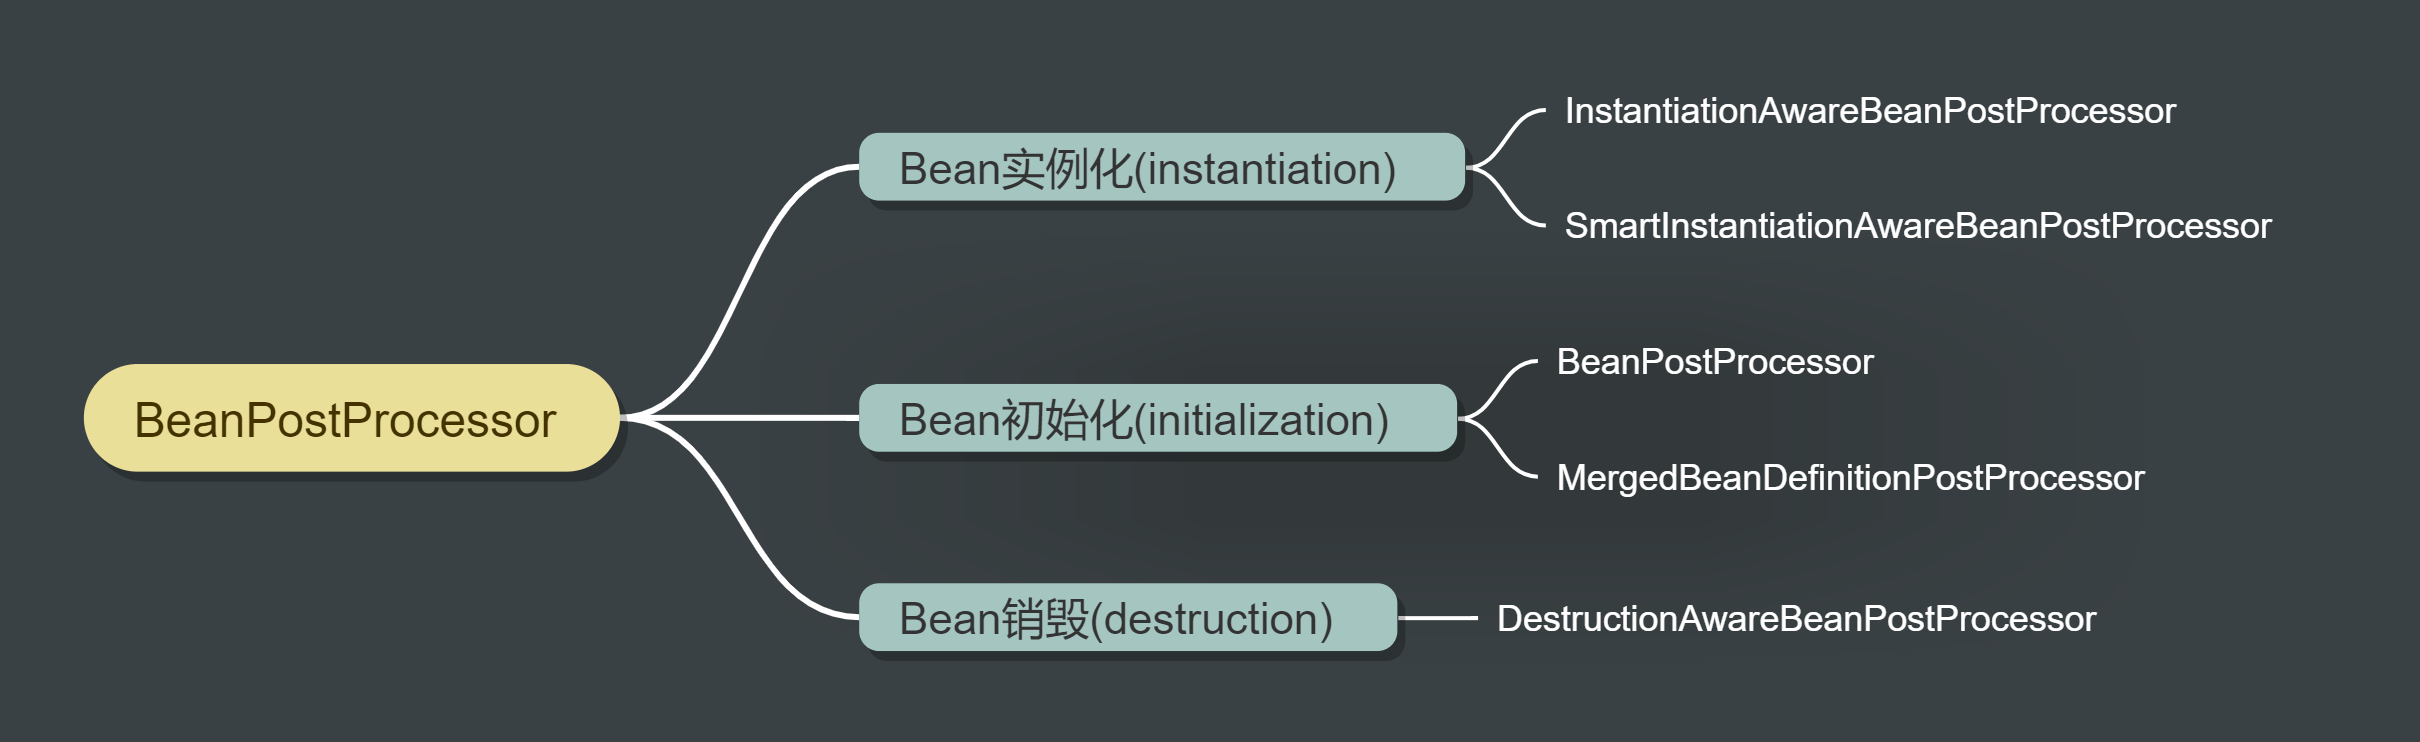 BeanPostProcessor
Bean实例化(instantiation)
InstantiationAwareBeanPostProcessor
SmartInstantiationAwareBeanPostProcessor
Bean初始化(initialization)
BeanPostProcessor
MergedBeanDefinitionPostProcessor
Bean销毁(destruction)
DestructionAwareBeanPostProcessor